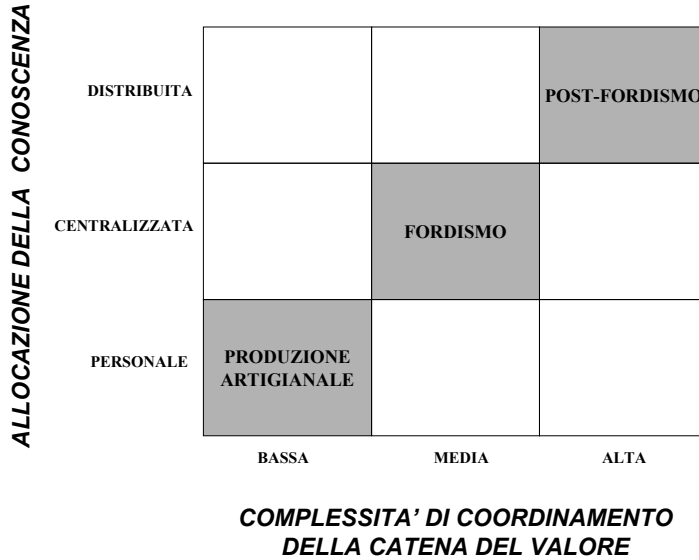 ALLOCAZIONE DELLA CONOSCENZA
DISTRIBUITA
POST-FORDISMO
CENTRALIZZATA
FORDISMO
PERSONALE
PRODUZIONE
ARTIGIANALE
BASSA
MEDIA
ALTA
COMPLESSITA’ DI COORDINAMENTO
DELLA CATENA DEL VALORE